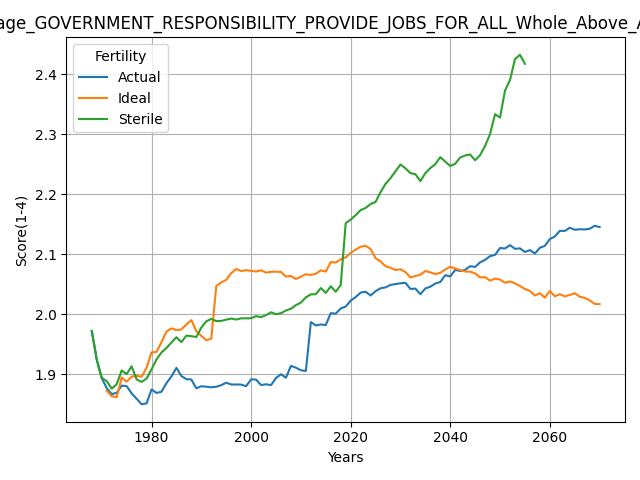 age_GOVERNMENT_RESPONSIBILITY_PROVIDE_JOBS_FOR_ALL_Whole_Above_A
Fertility
Actual
Ideal
Sterile
Score(1-4)
2.4
2.3
2.2
2.1
2.0
1.9
1980
2000
2020
2040
2060
Years